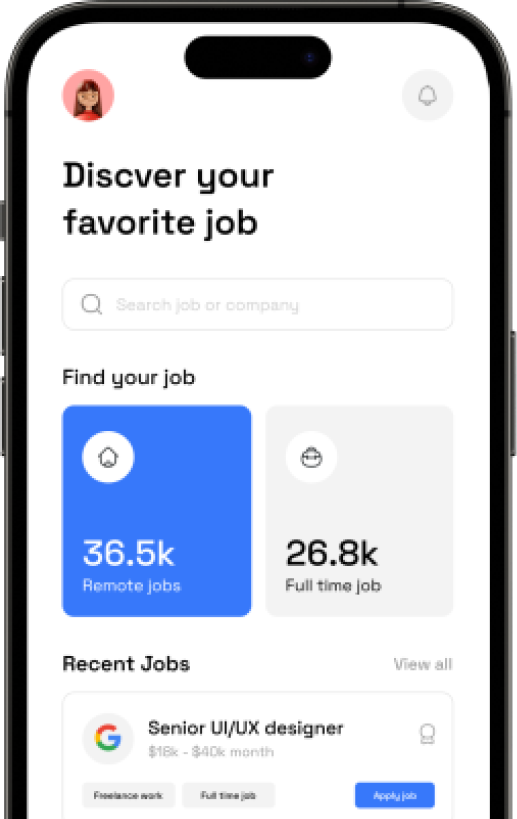 Discver your
favorite job
Search job or company
Find your job
36.5k
Remote jobs
26.8k
Full time job
Recent Jobs
View all
Senior UI/UX designer
$18k - $40k month
Freelance work
Full time job
Apply job